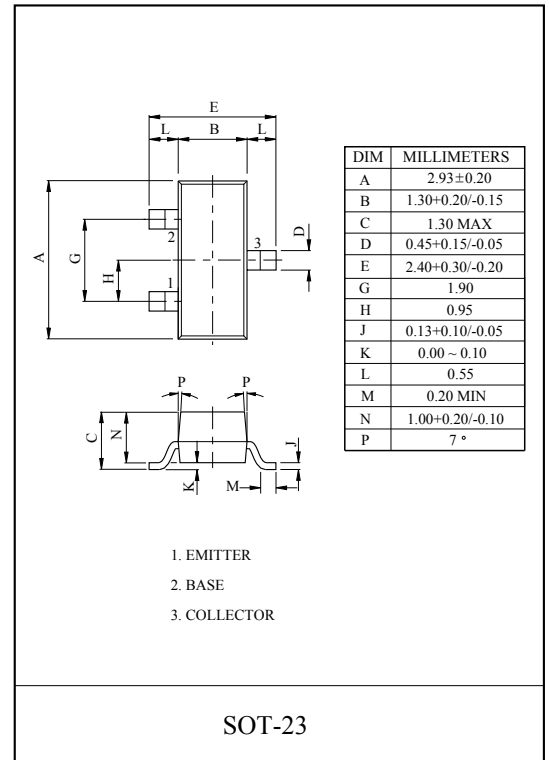 E
L B L
A
G
H
2
1
3
D
DIM MILLIMETERS
A 2.93±0.20
B 1.30+0.20/-0.15
C 1.30 MAX
D 0.45+0.15/-0.05
E 2.40+0.30/-0.20
G 1.90
H 0.95
J 0.13+0.10/-0.05
K 0.00 ~ 0.10
L 0.55
M 0.20 MIN
N 1.00+0.20/-0.10
P 7 °
P P
C
N
K
M
J
1. EMITTER
2. BASE
3. COLLECTOR
SOT-23